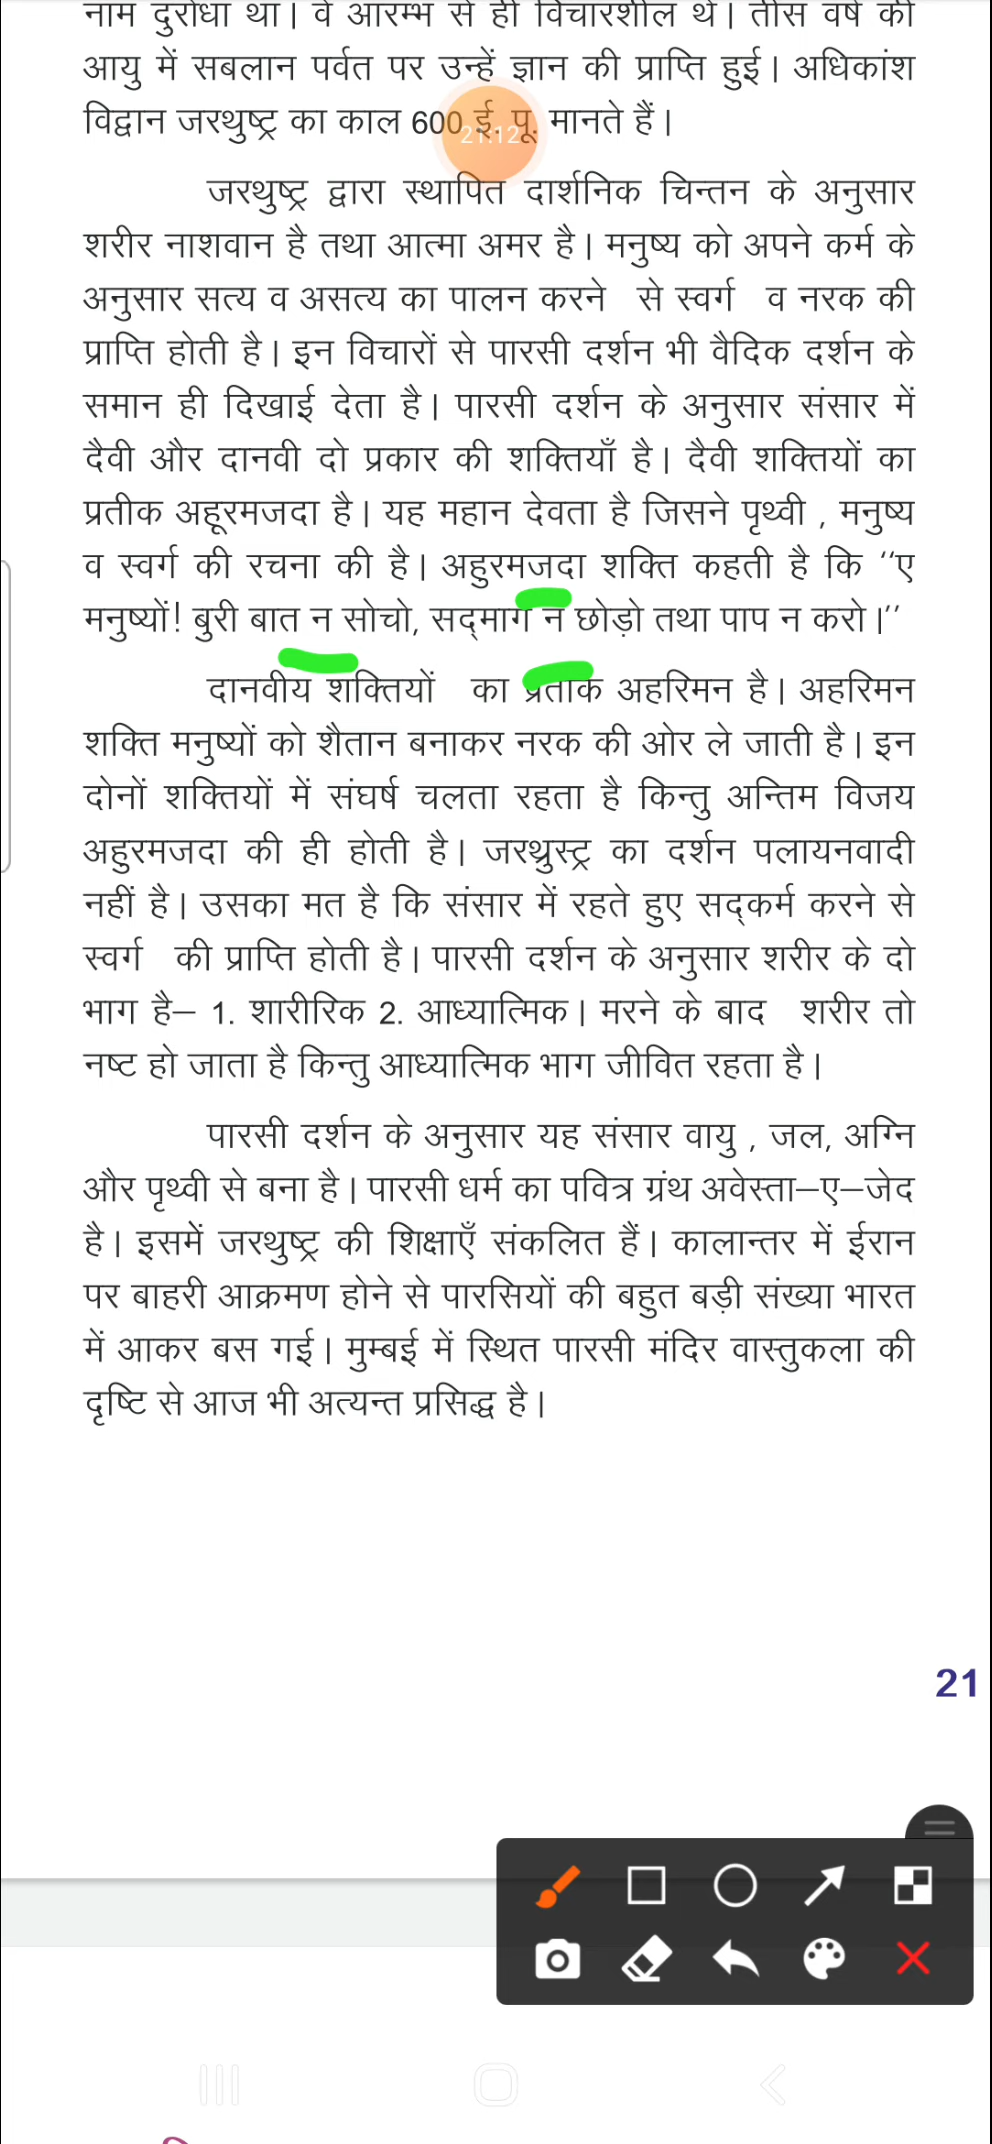 नाम दुरोधा था। वे आरम्भ से ही विचारशील थे। तीस वर्ष की
आयु में सबलान पर्वत पर उन्हें ज्ञान की प्राप्ति हुई। अधिकांश
विद्वान जरथुष्ट्र का काल 600 ई. पू. मानते हैं।
21:12
जरथुष्ट्र द्वारा स्थापित दार्शनिक चिन्तन के अनुसार
शरीर नाशवान है तथा आत्मा अमर है। मनुष्य को अपने कर्म के
अनुसार सत्य व असत्य का पालन करने से स्वर्ग व नरक की
प्राप्ति होती है। इन विचारों से पारसी दर्शन भी वैदिक दर्शन के
समान ही दिखाई देता है। पारसी दर्शन के अनुसार संसार में
दैवी और दानवी दो प्रकार की शक्तियाँ है। दैवी शक्तियों का
प्रतीक अहूरमजदा है। यह महान देवता है जिसने पृथ्वी , मनुष्य
व स्वर्ग की रचना की है। अहुरमजदा शक्ति कहती है कि ‘‘ए
मनुष्यों! बुरी बात न सोचो, सद्मार्ग न छोड़ो तथा पाप न करो।’’
दानवीय शक्तियों का प्रतीक अहरिमन है। अहरिमन
शक्ति मनुष्यों को शैतान बनाकर नरक की ओर ले जाती है। इन
दोनों शक्तियों में संघर्ष चलता रहता है किन्तु अन्तिम विजय
अहुरमजदा की ही होती है। जरथ्रुस्ट्र का दर्शन पलायनवादी
नहीं है। उसका मत है कि संसार में रहते हुए सद्कर्म करने से
स्वर्ग की प्राप्ति होती है। पारसी दर्शन के अनुसार शरीर के दो
भाग है– 1. शारीरिक 2. आध्यात्मिक। मरने के बाद शरीर तो
नष्ट हो जाता है किन्तु आध्यात्मिक भाग जीवित रहता है।
पारसी दर्शन के अनुसार यह संसार वायु , जल, अग्नि
और पृथ्वी से बना है। पारसी धर्म का पवित्र ग्रंथ अवेस्ता–ए–जेद
है। इसमें जरथुष्ट्र की शिक्षाएँ संकलित हैं। कालान्तर में ईरान
पर बाहरी आक्रमण होने से पारसियों की बहुत बड़ी संख्या भारत
में आकर बस गई। मुम्बई में स्थित पारसी मंदिर वास्तुकला की
दृष्टि से आज भी अत्यन्त प्रसिद्ध है।
21